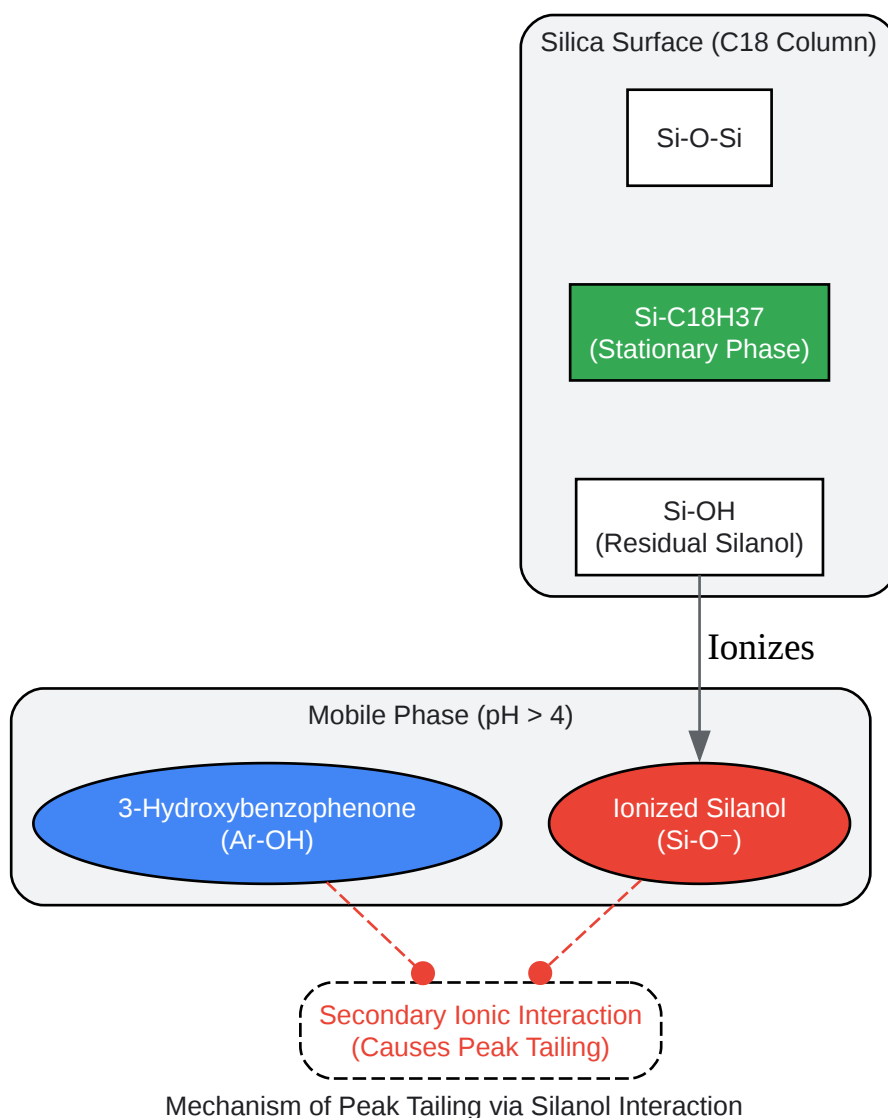 Silica Surface (C18 Column)
Si-O-Si
Si-C18H37
(Stationary Phase)
Si-OH
(Residual Silanol)
Ionizes
Mobile Phase (pH > 4)
3-Hydroxybenzophenone
(Ar-OH)
Ionized Silanol
(Si-O⁻)
Secondary Ionic Interaction
(Causes Peak Tailing)
Mechanism of Peak Tailing via Silanol Interaction